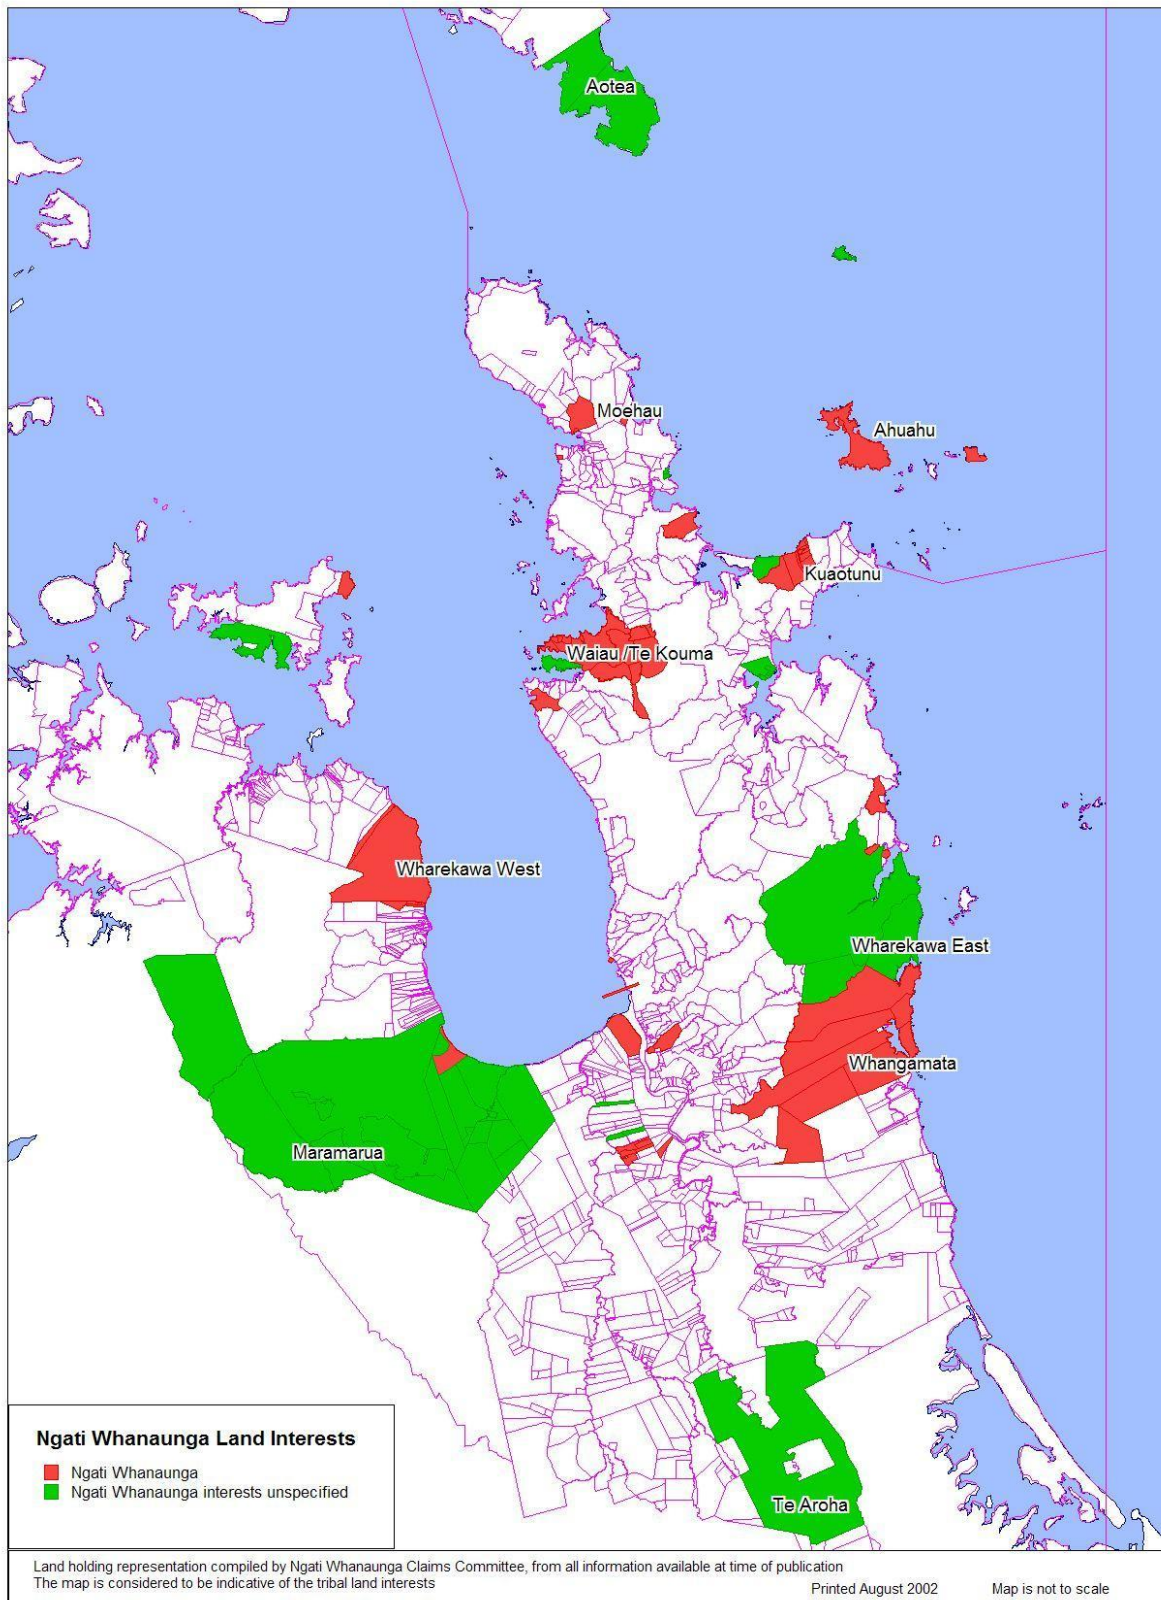 Aotea
Moehau
Ahuahu
Kuaotunu
Waiau /Te Kouma
Wharekawa West
Wharekawa East
Whangamata
Maramarua
Te Aroha
Ngati Whanaunga Land Interests
Ngati Whanaunga
Ngati Whanaunga interests unspecified
Land holding representation compiled by Ngati Whanaunga Claims Committee, from all information available at time of publication
The map is considered to be indicative of the tribal land interests
Printed August 2002 Map is not to scale